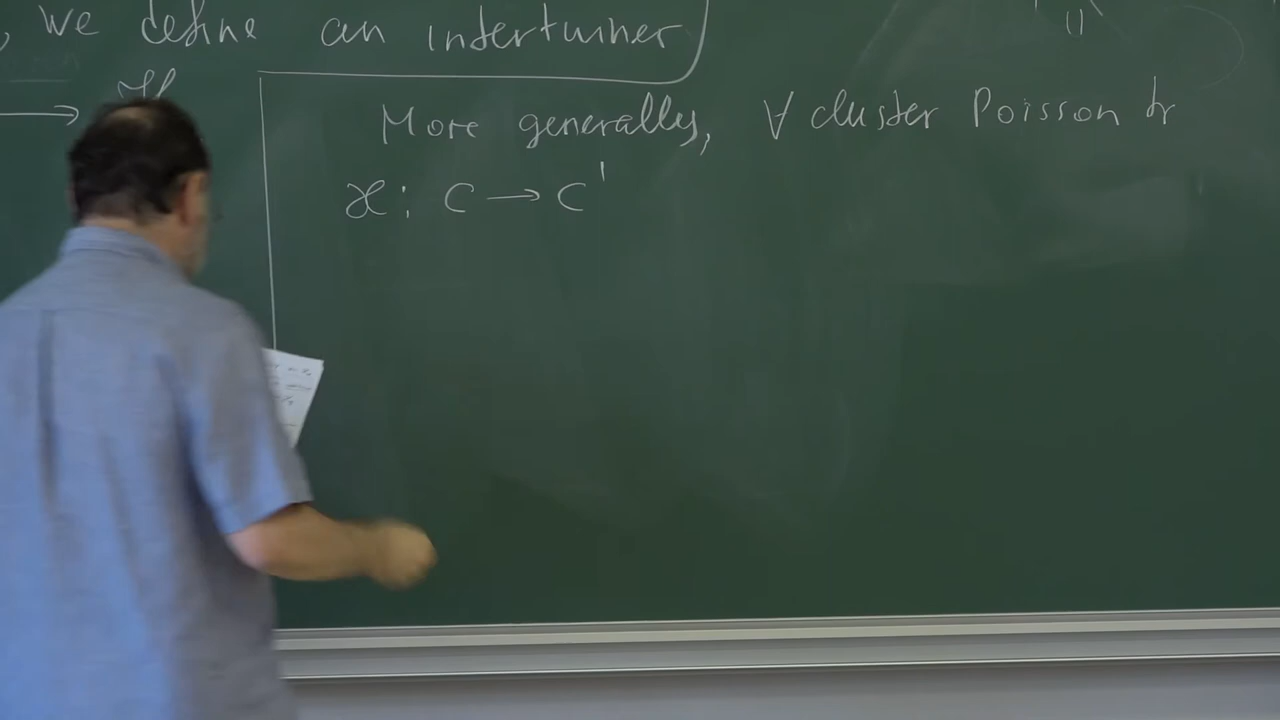 , we define an intertwiner
More generally, ∀ cluster Poisson tr
𝓍: C → C'